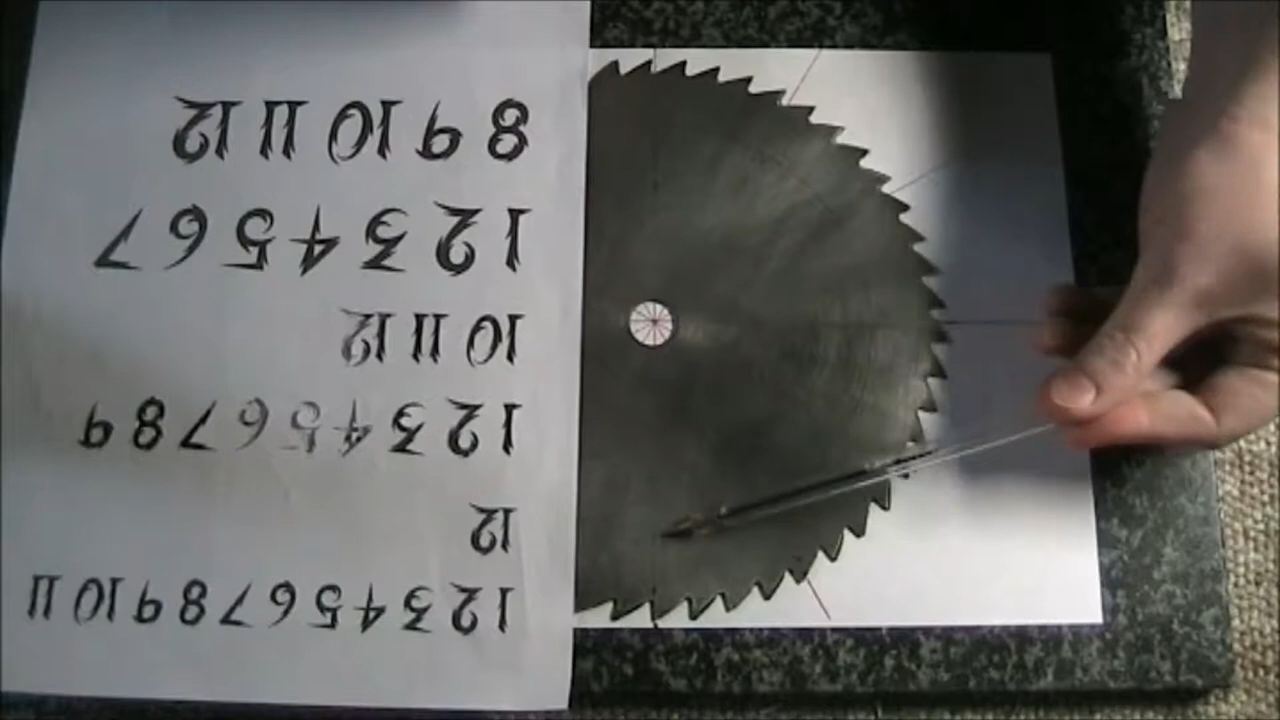 1 2 3 4 5 6 7 8 9 10 11
12
1 2 3 4 5 6 7 8 9
10 11 12
1 2 3 4 5 6 7
8 9 10 11 12